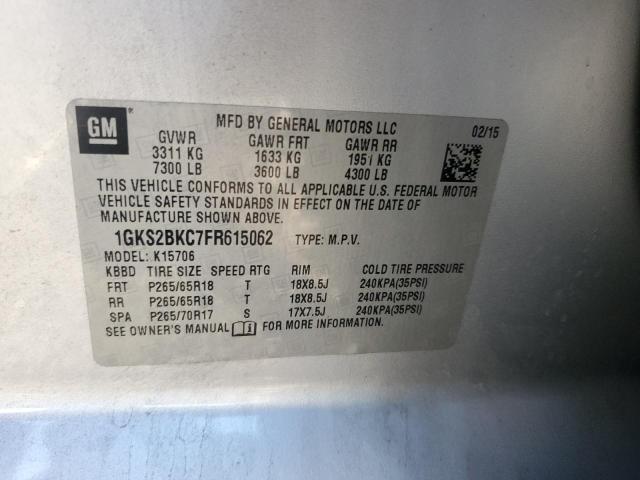 GM
MFD BY GENERAL MOTORS LLC 02/15
GVWR GAWR FRT GAWR RR
3311 KG 1633 KG 1951 KG
7300 LB 3600 LB 4300 LB
THIS VEHICLE CONFORMS TO ALL APPLICABLE U.S. FEDERAL MOTOR
VEHICLE SAFETY STANDARDS IN EFFECT ON THE DATE OF
MANUFACTURE SHOWN ABOVE.
1GKS2BKC7FR615062 TYPE: M.P.V.
MODEL: K15706
KBBD TIRE SIZE SPEED RTG RIM COLD TIRE PRESSURE
FRT P265/65R18 T 18X8.5J 240KPA(35PSI)
RR P265/65R18 T 18X8.5J 240KPA(35PSI)
SPA P265/70R17 S 17X7.5J 240KPA(35PSI)
SEE OWNER'S MANUAL FOR MORE INFORMATION.